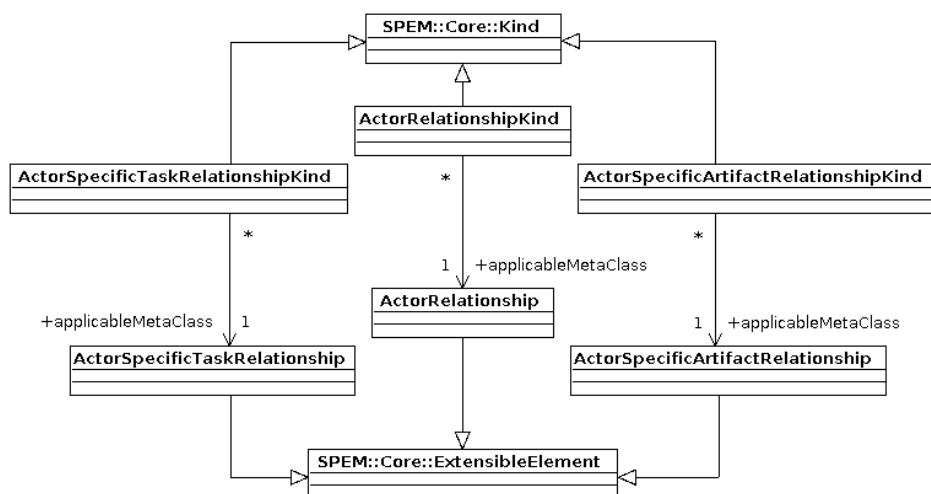 SPEM::Core::Kind
ActorRelationshipKind
ActorSpecificTaskRelationshipKind
ActorSpecificArtifactRelationshipKind
*
*
*
1 +applicableMetaClass
ActorRelationship
+applicableMetaClass 1
1 +applicableMetaClass
ActorSpecificTaskRelationship
ActorSpecificArtifactRelationship
SPEM::Core::ExtensibleElement